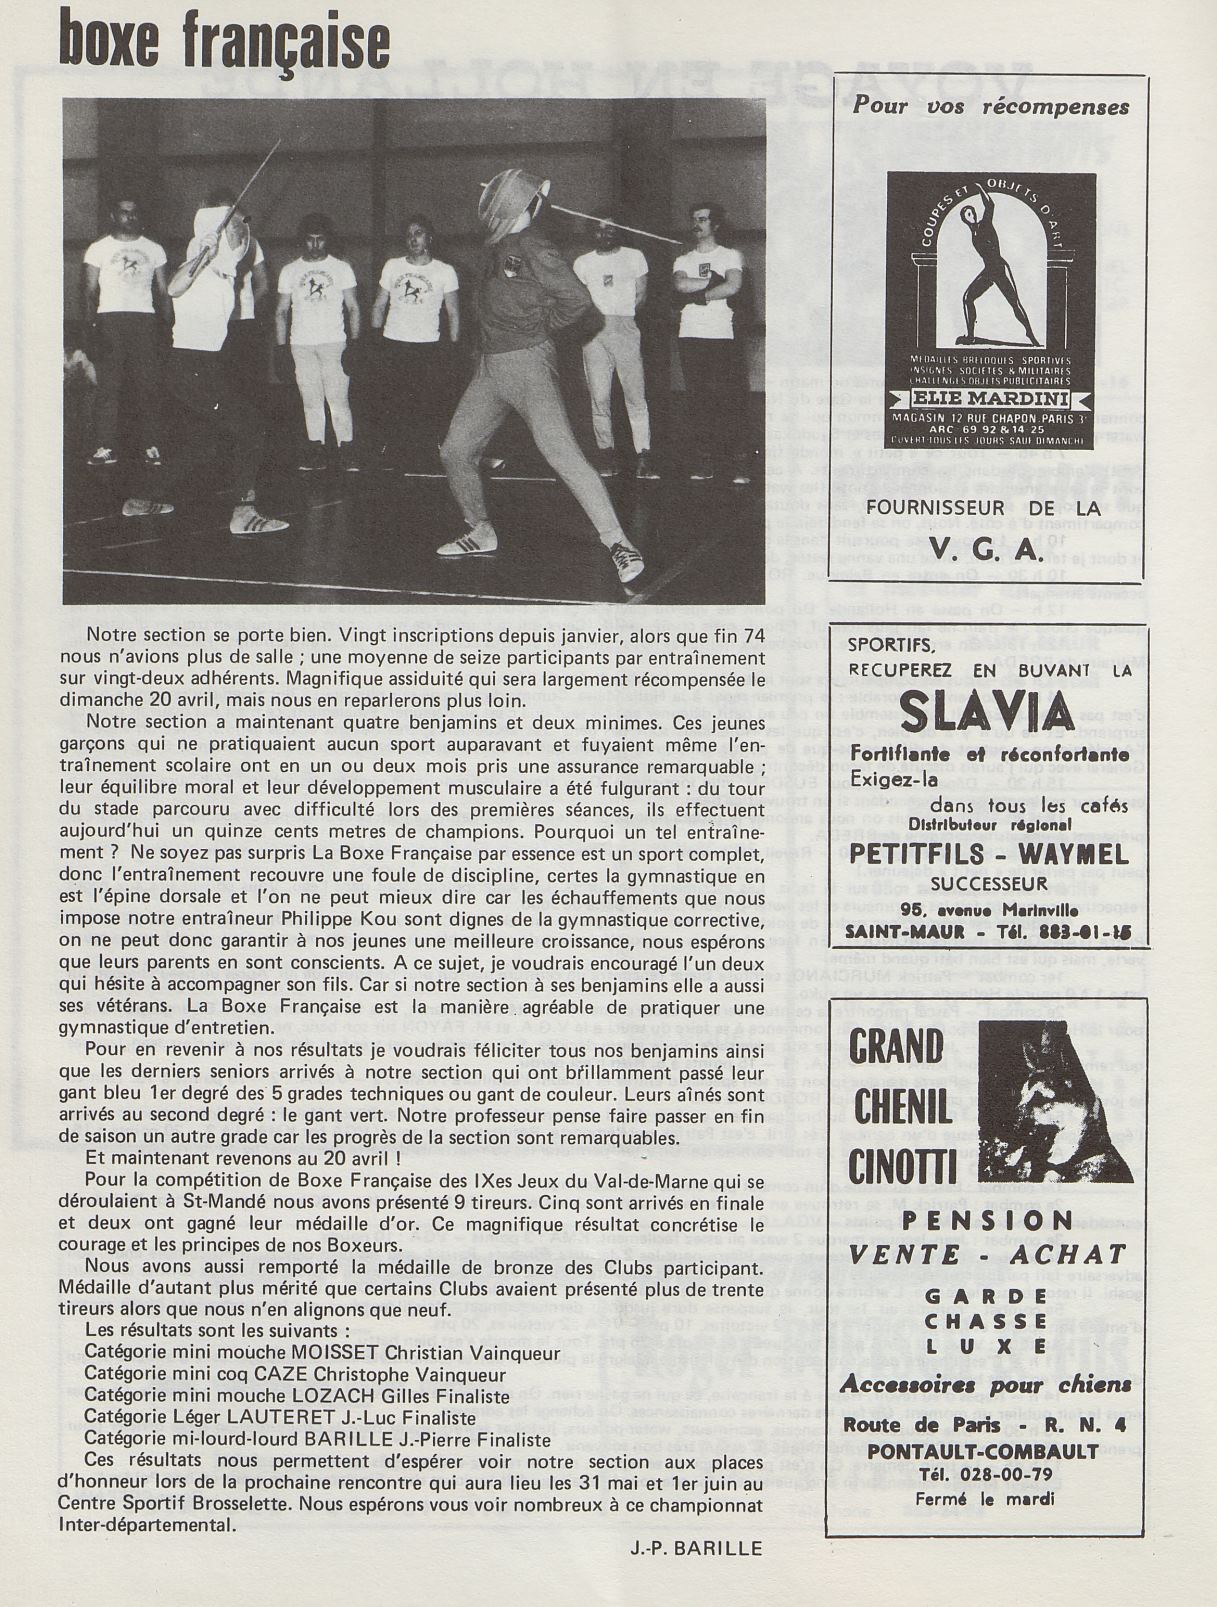 boxe française
Notre section se porte bien. Vingt inscriptions depuis janvier, alors que fin 74
nous n'avions plus de salle ; une moyenne de seize participants par entraînement
sur vingt-deux adhérents. Magnifique assiduité qui sera largement récompensée le
dimanche 20 avril, mais nous en reparlerons plus loin.
Notre section a maintenant quatre benjamins et deux minimes. Ces jeunes
garçons qui ne pratiquaient aucun sport auparavant et fuyaient même l'en-
traînement scolaire ont en un ou deux mois pris une assurance remarquable ;
leur équilibre moral et leur développement musculaire a été fulgurant : du tour
du stade parcouru avec difficulté lors des premières séances, ils effectuent
aujourd'hui un quinze cents metres de champions. Pourquoi un tel entraîne-
ment ? Ne soyez pas surpris La Boxe Française par essence est un sport complet,
donc l'entraînement recouvre une foule de discipline, certes la gymnastique en
est l'épine dorsale et l'on ne peut mieux dire car les échauffements que nous
impose notre entraîneur Philippe Kou sont dignes de la gymnastique corrective,
on ne peut donc garantir à nos jeunes une meilleure croissance, nous espérons
que leurs parents en sont conscients. A ce sujet, je voudrais encouragé l'un deux
qui hésite à accompagner son fils. Car si notre section à ses benjamins elle a aussi
ses vétérans. La Boxe Française est la manière agréable de pratiquer une
gymnastique d'entretien.
Pour en revenir à nos résultats je voudrais féliciter tous nos benjamins ainsi
que les derniers seniors arrivés à notre section qui ont brillamment passé leur
gant bleu 1er degré des 5 grades techniques ou gant de couleur. Leurs aînés sont
arrivés au second degré : le gant vert. Notre professeur pense faire passer en fin
de saison un autre grade car les progrès de la section sont remarquables.
Et maintenant revenons au 20 avril !
Pour la compétition de Boxe Française des IXes Jeux du Val-de-Marne qui se
déroulaient à St-Mandé nous avons présenté 9 tireurs. Cinq sont arrivés en finale
et deux ont gagné leur médaille d'or. Ce magnifique résultat concrétise le
courage et les principes de nos Boxeurs.
Nous avons aussi remporté la médaille de bronze des Clubs participant.
Médaille d'autant plus mérité que certains Clubs avaient présenté plus de trente
tireurs alors que nous n'en alignons que neuf.
Les résultats sont les suivants :
Catégorie mini mouche MOISSET Christian Vainqueur
Catégorie mini coq CAZE Christophe Vainqueur
Catégorie mini mouche LOZACH Gilles Finaliste
Catégorie Léger LAUTERET J.-Luc Finaliste
Catégorie mi-lourd-lourd BARILLE J.-Pierre Finaliste
Ces résultats nous permettent d'espérer voir notre section aux places
d'honneur lors de la prochaine rencontre qui aura lieu les 31 mai et 1er juin au
Centre Sportif Brosselette. Nous espérons vous voir nombreux à ce championnat
Inter-départemental.
J.-P. BARILLE
Pour vos récompenses
COUPES ET OBJETS D'ART
MEDAILLES BRELOQUES SPORTIVES
INSIGNES SOCIETES & MILITAIRES
CHALLENGES OBJETS PUBLICITAIRES
ELIE MARDINI
MAGASIN 12 RUE CHAPON-PARIS 3e
ARC 69 92 & 14 25
OUVERT TOUS LES JOURS SAUF DIMANCHE
FOURNISSEUR DE LA
V. G. A.
SPORTIFS,
RECUPEREZ EN BUVANT LA
SLAVIA
Fortifiante et réconfortante
Exigez-la
dans tous les cafés
Distributeur régional
PETITFILS - WAYMEL
SUCCESSEUR
95, avenue Marinville
SAINT-MAUR - Tél. 883-01-15
GRAND
CHENIL
CINOTTI
PENSION
VENTE - ACHAT
GARDE
CHASSE
LUXE
Accessoires pour chiens
Route de Paris - R. N. 4
PONTAULT-COMBAULT
Tél. 028-00-79
Fermé le mardi